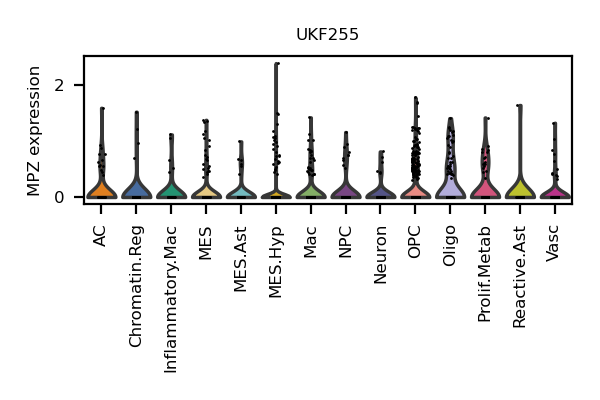 UKF255
MPZ expression
2
0
AC
Chromatin.Reg
Inflammatory.Mac
MES
MES.Ast
MES.Hyp
Mac
NPC
Neuron
OPC
Oligo
Prolif.Metab
Reactive.Ast
Vasc